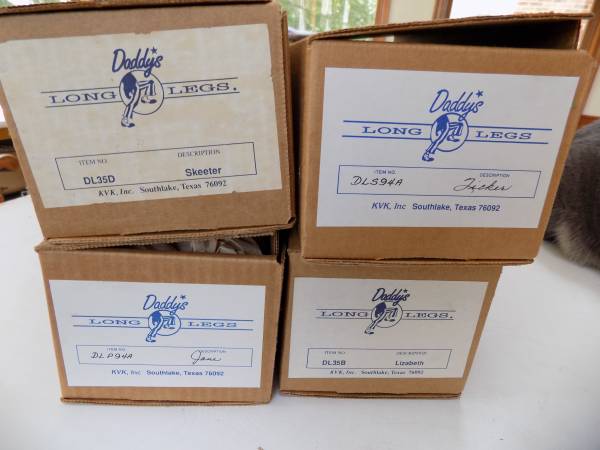 Daddy's
LONG LEGS.
ITEM NO. DESCRIPTION
DL35D Skeeter
KVK, Inc. Southlake, Texas 76092
Daddy's
LONG LEGS
ITEM NO. DESCRIPTION
DLS94A Tucker
KVK, Inc Southlake, Texas 76092
Daddy's
LONG LEGS
ITEM NO. DESCRIPTION
DLP94A Jane
KVK, Inc Southlake, Texas 76092
Daddy's
LONG LEGS.
ITEM NO. DESCRIPTION
DL35B Lizabeth
KVK, Inc. Southlake, Texas 76092